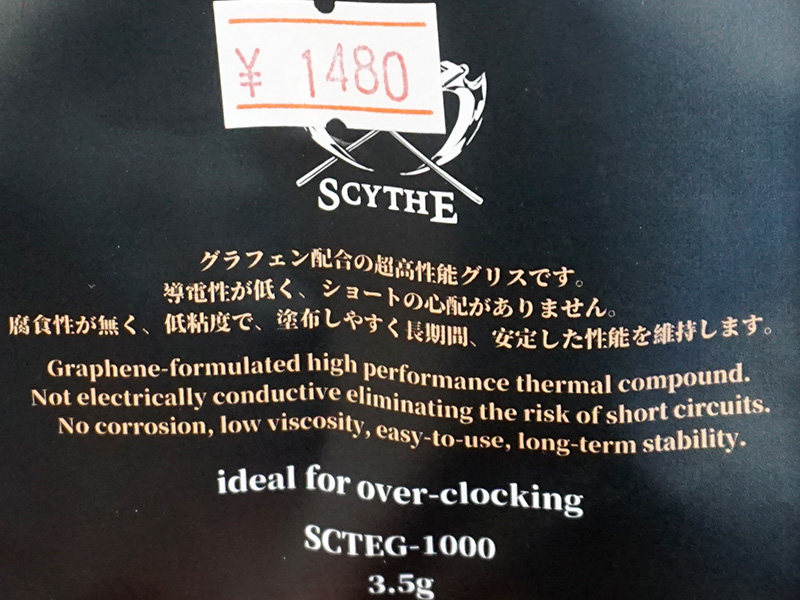 ¥ 1480
SCYTHE
グラフェン配合の超高性能グリスです。
導電性が低く、ショートの心配がありません。
腐食性が無く、低粘度で、塗布しやすく長期間、安定した性能を維持します。
Graphene-formulated high performance thermal compound.
Not electrically conductive eliminating the risk of short circuits.
No corrosion, low viscosity, easy-to-use, long-term stability.
ideal for over-clocking
SCTEG-1000
3.5g